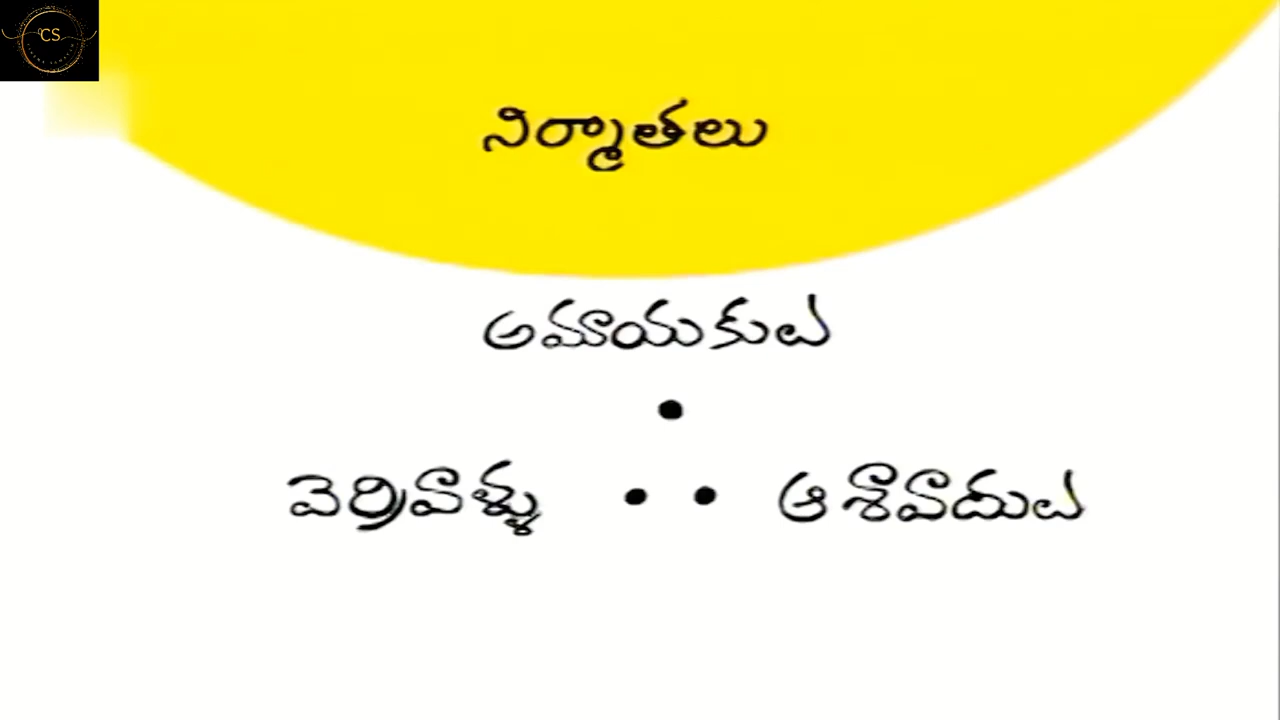 CS
నిర్మాతలు
అమాయకులు
•
వెర్రివాళ్ళు • • ఆశావాదులు